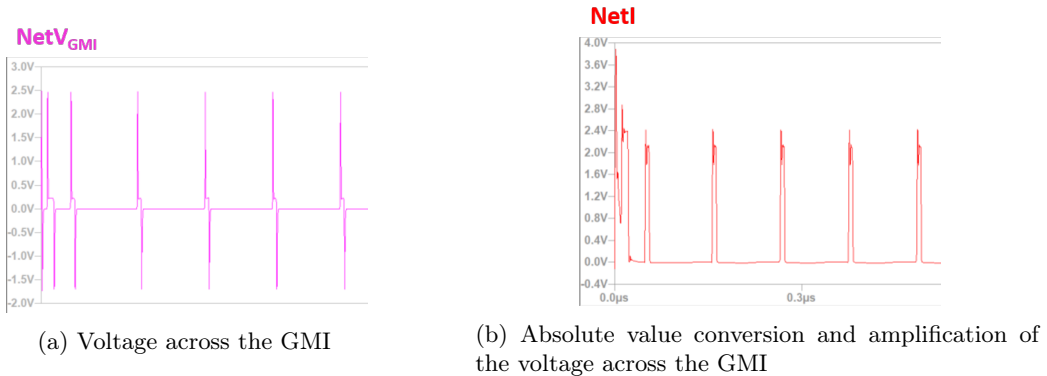 NetV_GMI
3.0V
2.5V
2.0V
1.5V
1.0V
0.5V
0.0V
-0.5V
-1.0V
-1.5V
-2.0V
(a) Voltage across the GMI
NetI
4.0V
3.6V
3.2V
2.8V
2.4V
2.0V
1.6V
1.2V
0.8V
0.4V
0.0V
-0.4V
0.0µs 0.3µs
(b) Absolute value conversion and amplification of
the voltage across the GMI